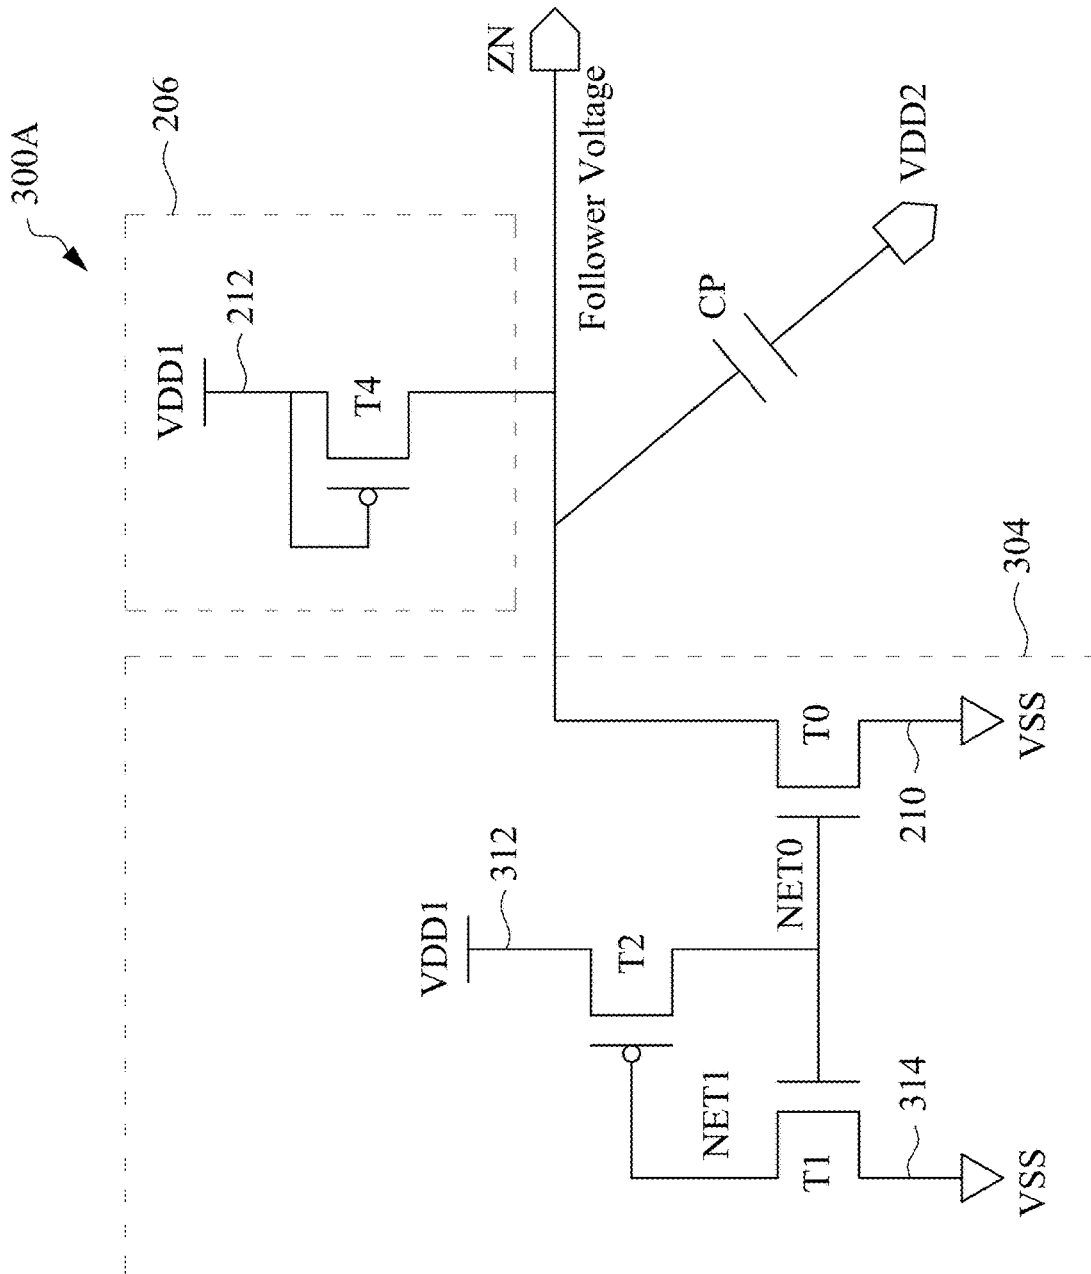 300A
206
VDD1
212
T4
ZN
Follower Voltage
CP
VDD2
304
VDD1
312
T2
NET1
NET0
T0
210
VSS
T1
314
VSS